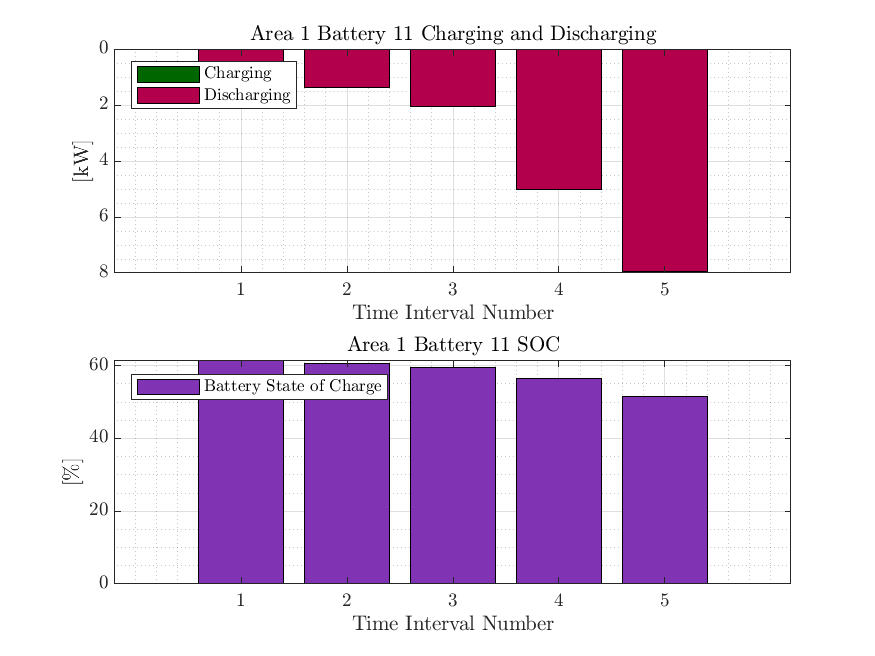 Area 1 Battery 11 Charging and Discharging
0
2
4
6
8
[kW]
Charging
Discharging
1 2 3 4 5
Time Interval Number
Area 1 Battery 11 SOC
60
40
20
0
[%]
Battery State of Charge
1 2 3 4 5
Time Interval Number